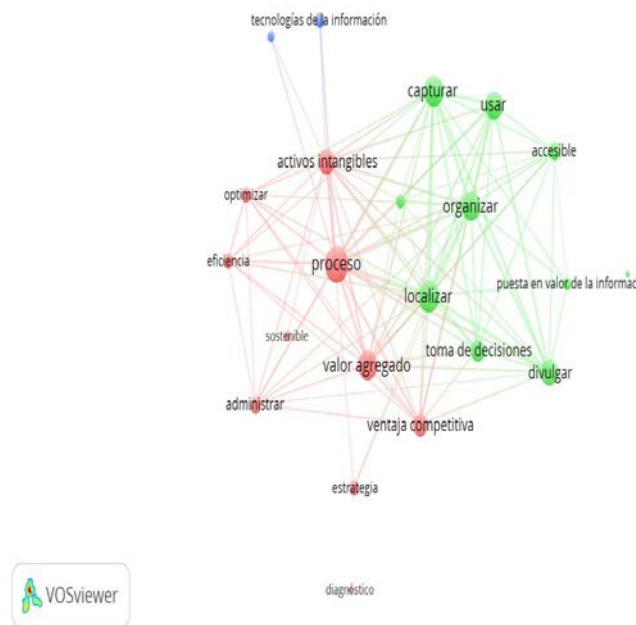 tecnologías de la información
capturar
usar
accesible
activos intangibles
optimizar
organizar
eficiencia
proceso
puesta en valor de la informac
localizar
sostenible
toma de decisiones
valor agregado
divulgar
administrar
ventaja competitiva
estrategia
diagnóstico
VOSviewer